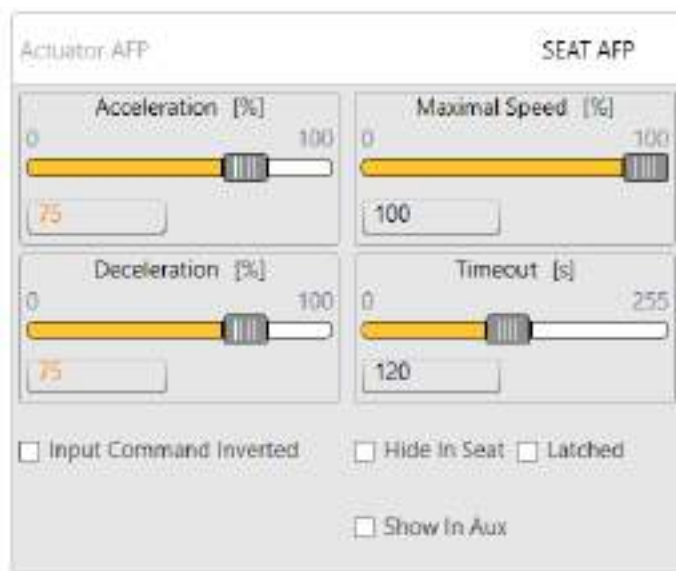 Actuator AFP SEAT AFP
Acceleration [%] Maximal Speed [%]
0 100 0 100
75 100
Deceleration [%] Timeout [s]
0 100 0 255
75 120
Input Command Inverted Hide In Seat Latched
Show In Aux